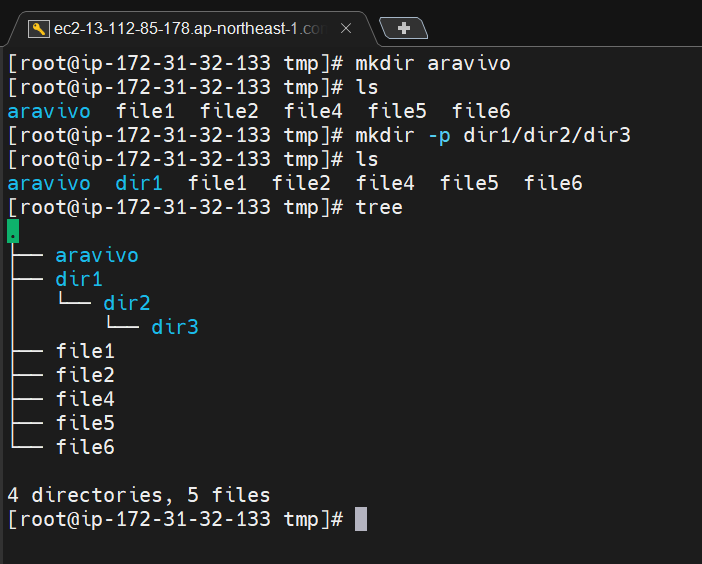 ec2-13-112-85-178.ap-northeast-1.co
[root@ip-172-31-32-133 tmp]# mkdir aravivo
[root@ip-172-31-32-133 tmp]# ls
aravivo  file1  file2  file4  file5  file6
[root@ip-172-31-32-133 tmp]# mkdir -p dir1/dir2/dir3
[root@ip-172-31-32-133 tmp]# ls
aravivo  dir1  file1  file2  file4  file5  file6
[root@ip-172-31-32-133 tmp]# tree
.
├── aravivo
├── dir1
│   └── dir2
│       └── dir3
├── file1
├── file2
├── file4
├── file5
└── file6
4 directories, 5 files
[root@ip-172-31-32-133 tmp]#